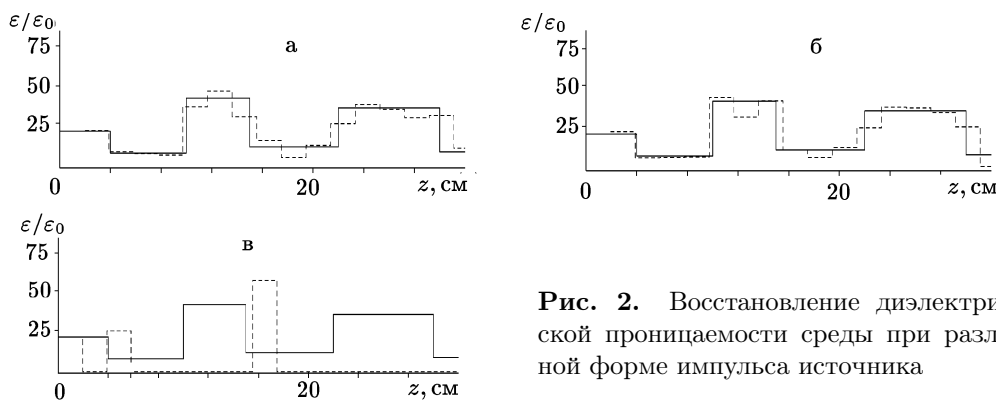 ε/ε₀
75
а
50
25
0
20
z, см
ε/ε₀
75
б
50
25
0
20
z, см
ε/ε₀
75
в
50
25
0
20
z, см
Рис. 2. Восстановление диэлектри
ской проницаемости среды при разл
ной форме импульса источника